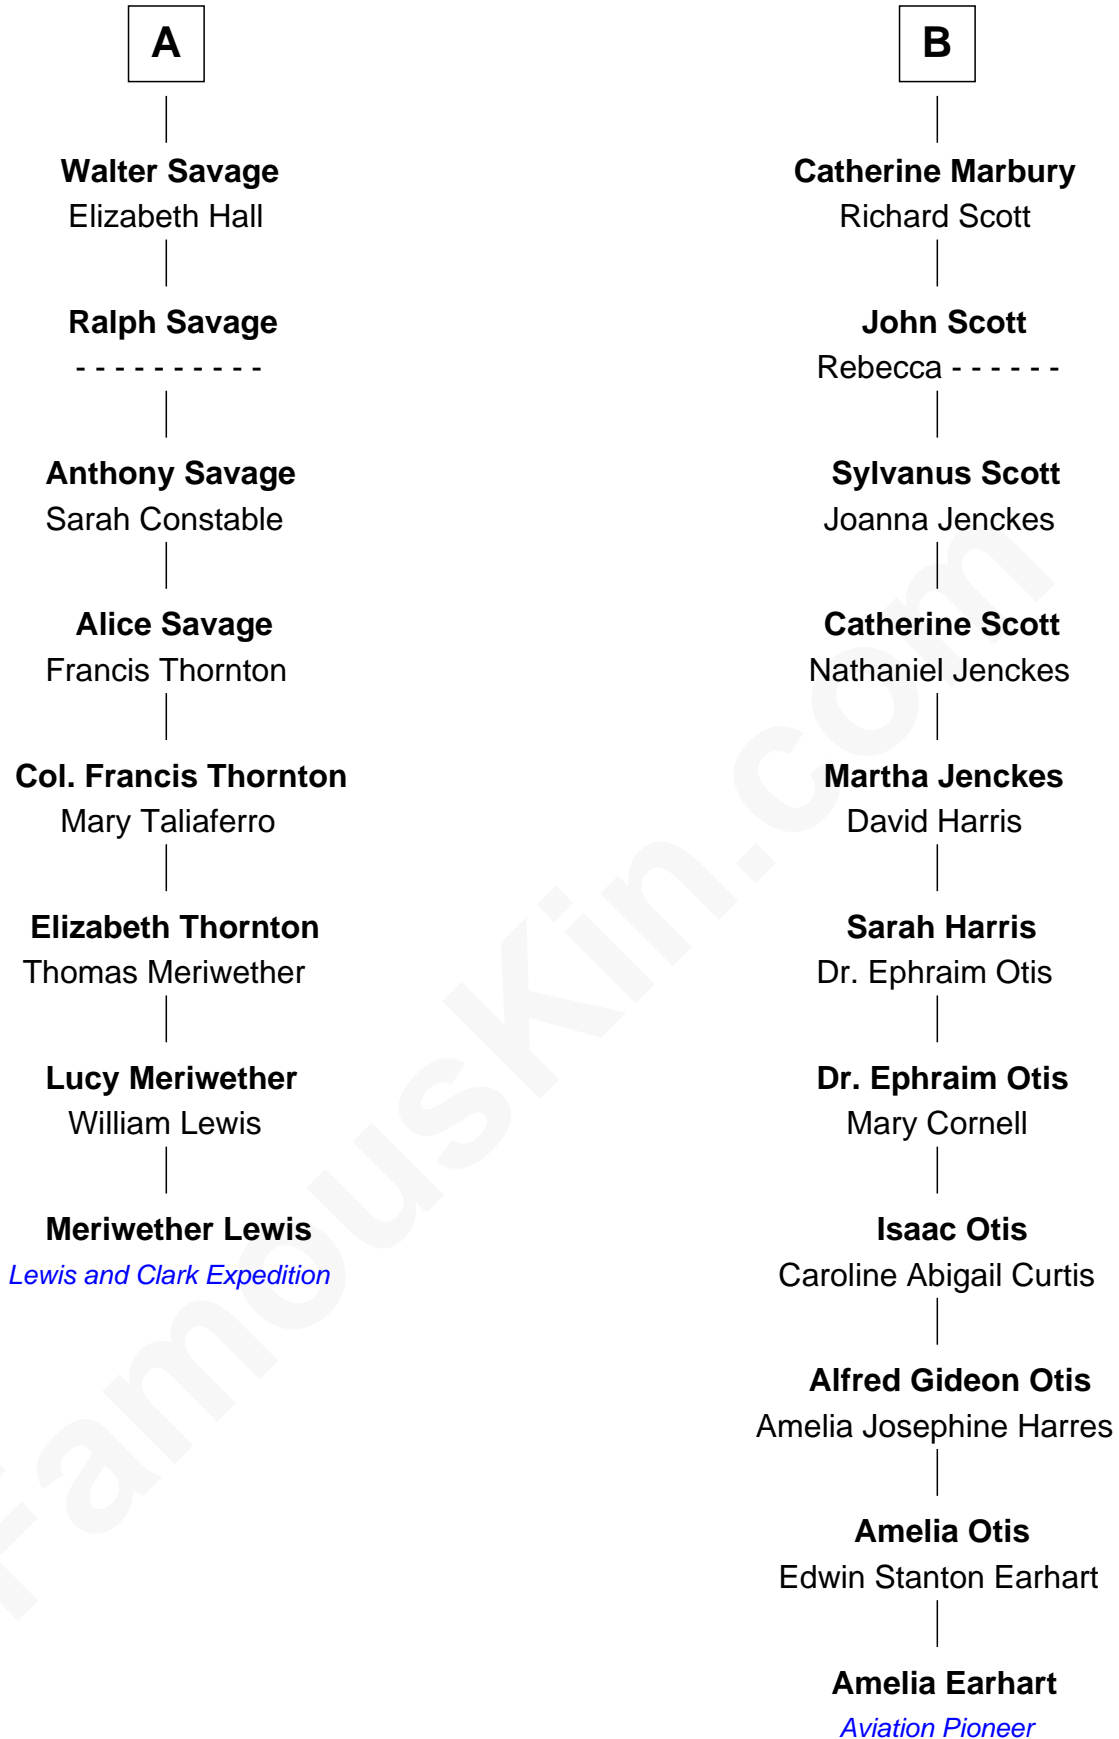 A
Walter Savage
Elizabeth Hall
Ralph Savage
- - - - - - - - - -
Anthony Savage
Sarah Constable
Alice Savage
Francis Thornton
Col. Francis Thornton
Mary Taliaferro
Elizabeth Thornton
Thomas Meriwether
Lucy Meriwether
William Lewis
Meriwether Lewis
Lewis and Clark Expedition
B
Catherine Marbury
Richard Scott
John Scott
Rebecca - - - - - -
Sylvanus Scott
Joanna Jenckes
Catherine Scott
Nathaniel Jenckes
Martha Jenckes
David Harris
Sarah Harris
Dr. Ephraim Otis
Dr. Ephraim Otis
Mary Cornell
Isaac Otis
Caroline Abigail Curtis
Alfred Gideon Otis
Amelia Josephine Harres
Amelia Otis
Edwin Stanton Earhart
Amelia Earhart
Aviation Pioneer
FamousKin.com